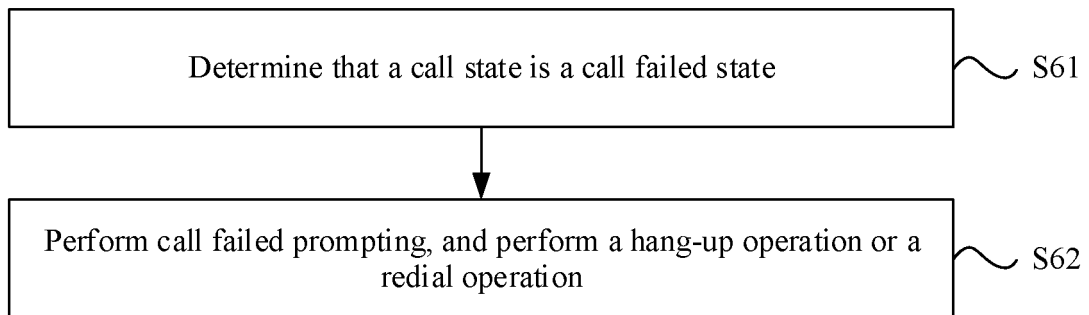 Determine that a call state is a call failed state
S61
Perform call failed prompting, and perform a hang-up operation or a
redial operation
S62